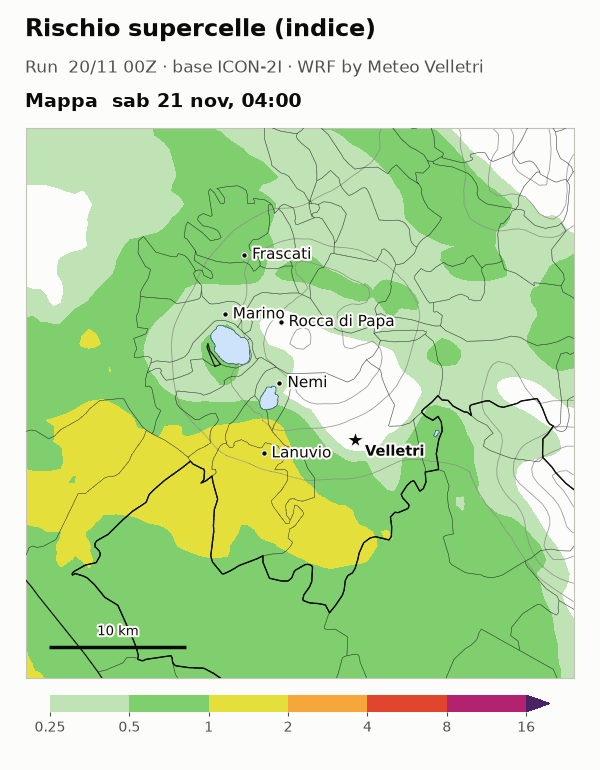 Rischio supercelle (indice)
Run 20/11 00Z · base ICON-2I · WRF by Meteo Velletri
Mappa sab 21 nov, 04:00
Frascati
Marino
Rocca di Papa
Nemi
Velletri
Lanuvio
10 km
0.25 0.5 1 2 4 8 16